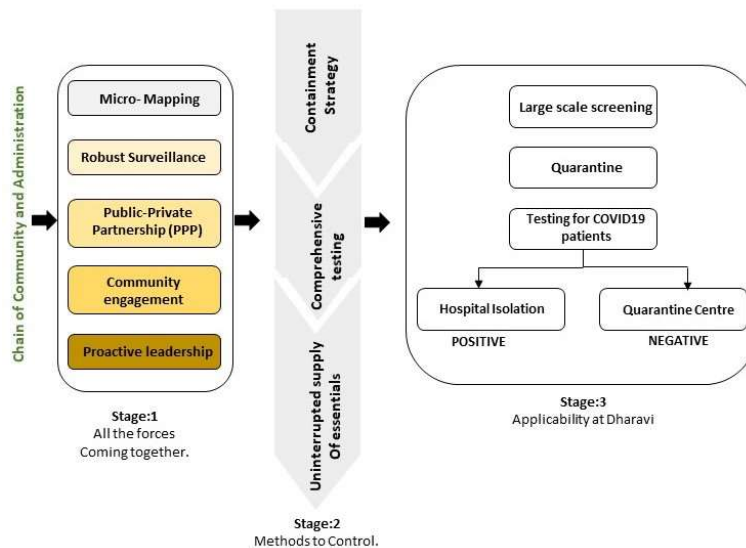 Chain of Community and Administration
Micro- Mapping
Robust Surveillance
Public-Private
Partnership (PPP)
Community
engagement
Proactive leadership
Stage:1
All the forces
Coming together.
Containment
Strategy
Comprehensive
testing
Uninterrupted supply
Of essentials
Stage:2
Methods to Control.
Large scale screening
Quarantine
Testing for COVID19
patients
Hospital Isolation
POSITIVE
Quarantine Centre
NEGATIVE
Stage:3
Applicability at Dharavi